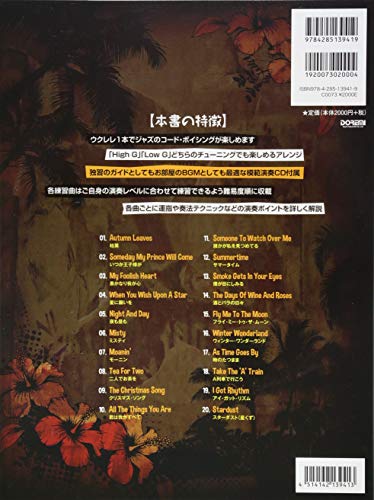 9784285139419
1920073020004
ISBN978-4-285-13941-9
C0073 ¥2000E
★定価(本体2000円+税)
DOREMI
【本書の特徴】
ウクレレ1本でジャズのコード・ボイシングが楽しめます
「High G」「Low G」どちらのチューニングでも楽しめるアレンジ
独習のガイドとしてもお部屋のBGMとしても最適な模範演奏CD付属
各練習曲はご自身の演奏レベルに合わせて練習できるよう難易度順に収載
各曲ごとに運指や奏法テクニックなどの演奏ポイントを詳しく解説
01. Autumn Leaves
枯葉
02. Someday My Prince Will Come
いつか王子様が
03. My Foolish Heart
愚かなり我が心
04. When You Wish Upon A Star
星に願いを
05. Night And Day
夜も昼も
06. Misty
ミスティ
07. Moanin'
モーニン
08. Tea For Two
二人でお茶を
09. The Christmas Song
クリスマス・ソング
10. All The Things You Are
君は我がすべて
11. Someone To Watch Over Me
誰かが私を見つめてる
12. Summertime
サマータイム
13. Smoke Gets In Your Eyes
煙が目にしみる
14. The Days Of Wine And Roses
酒とバラの日々
15. Fly Me To The Moon
フライ・ミー・トゥ・ザ・ムーン
16. Winter Wonderland
ウィンター・ワンダーランド
17. As Time Goes By
時のたつまま
18. Take The 'A' Train
A列車で行こう
19. I Got Rhythm
アイ・ガット・リズム
20. Stardust
スターダスト(星くず)
4514142139413